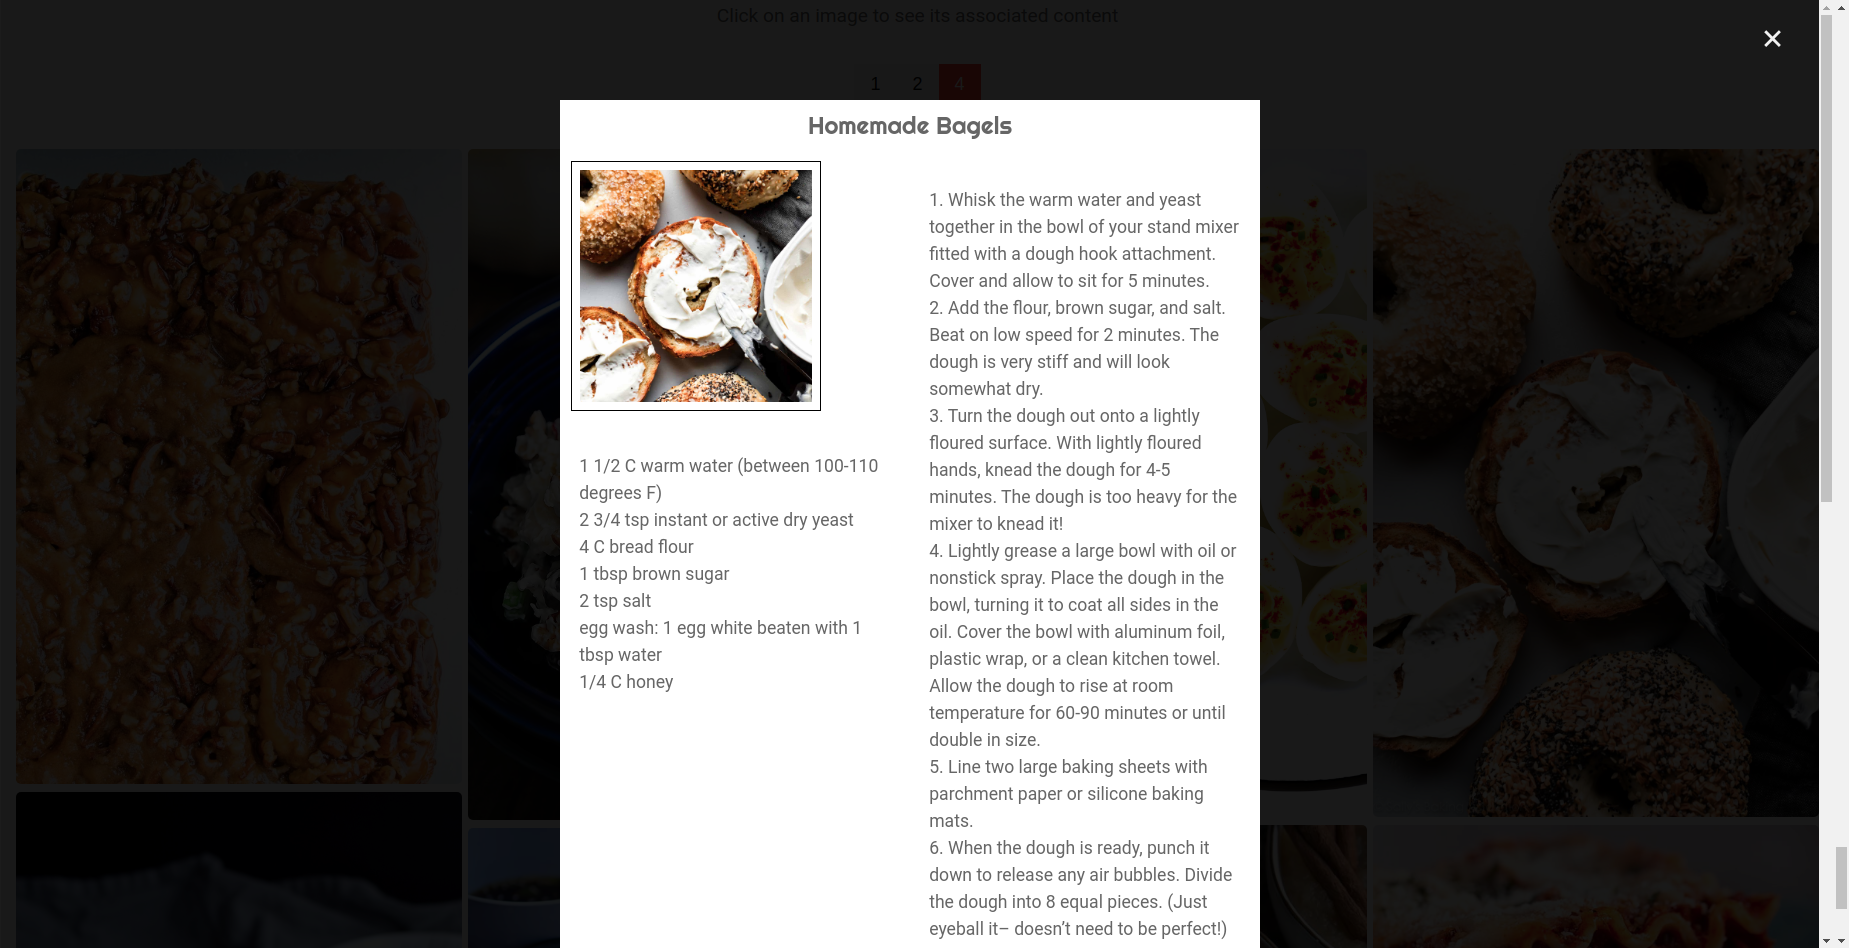 Click on an image to see its associated content
1 2 4
Homemade Bagels
1 1/2 C warm water (between 100-110
degrees F)
2 3/4 tsp instant or active dry yeast
4 C bread flour
1 tbsp brown sugar
2 tsp salt
egg wash: 1 egg white beaten with 1
tbsp water
1/4 C honey
1. Whisk the warm water and yeast
together in the bowl of your stand mixer
fitted with a dough hook attachment.
Cover and allow to sit for 5 minutes.
2. Add the flour, brown sugar, and salt.
Beat on low speed for 2 minutes. The
dough is very stiff and will look
somewhat dry.
3. Turn the dough out onto a lightly
floured surface. With lightly floured
hands, knead the dough for 4-5
minutes. The dough is too heavy for the
mixer to knead it!
4. Lightly grease a large bowl with oil or
nonstick spray. Place the dough in the
bowl, turning it to coat all sides in the
oil. Cover the bowl with aluminum foil,
plastic wrap, or a clean kitchen towel.
Allow the dough to rise at room
temperature for 60-90 minutes or until
double in size.
5. Line two large baking sheets with
parchment paper or silicone baking
mats.
6. When the dough is ready, punch it
down to release any air bubbles. Divide
the dough into 8 equal pieces. (Just
eyeball it– doesn’t need to be perfect!)